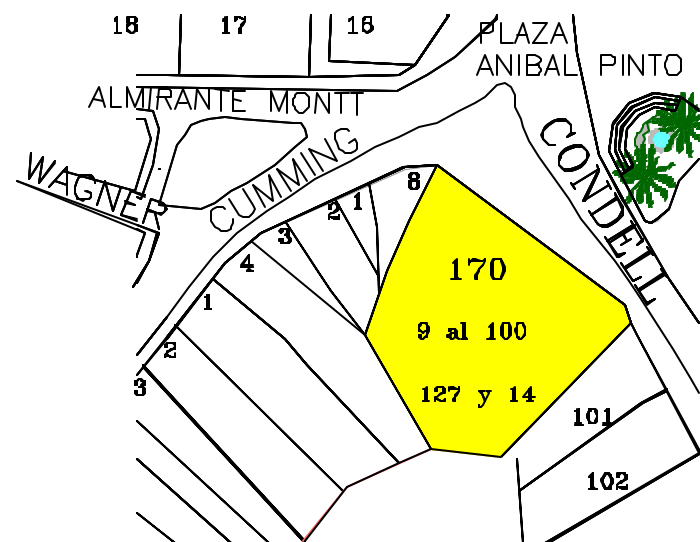 18 17 16
PLAZA
ANIBAL PINTO
ALMIRANTE MONTT
CONDELL
WAGNER
CUMMING
8
1
2
3
4
1
2
3
170
9 al 100
127 y 14
101
102